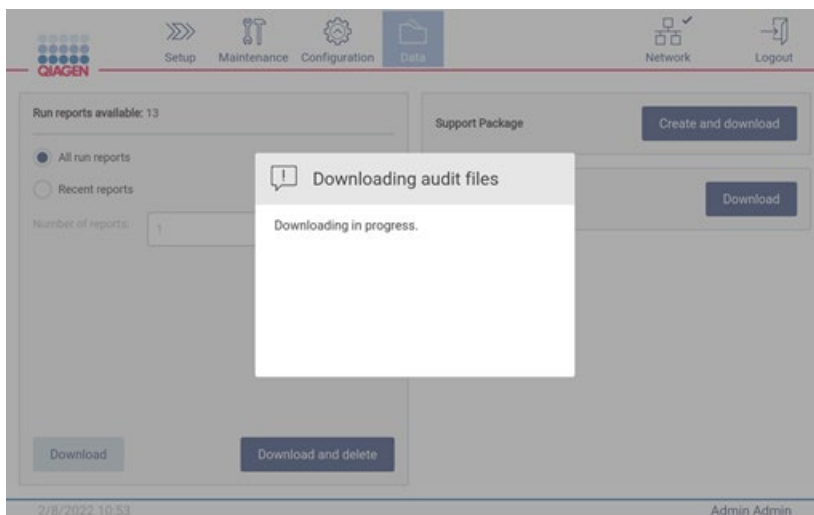 QIAGEN
Setup
Maintenance
Configuration
Data
Network
Logout
Run reports available: 13
All run reports
Recent reports
Number of reports:
1
Download
Download and delete
Support Package
Create and download
Download
Downloading audit files
Downloading in progress.
2/8/2022 10:53
Admin Admin